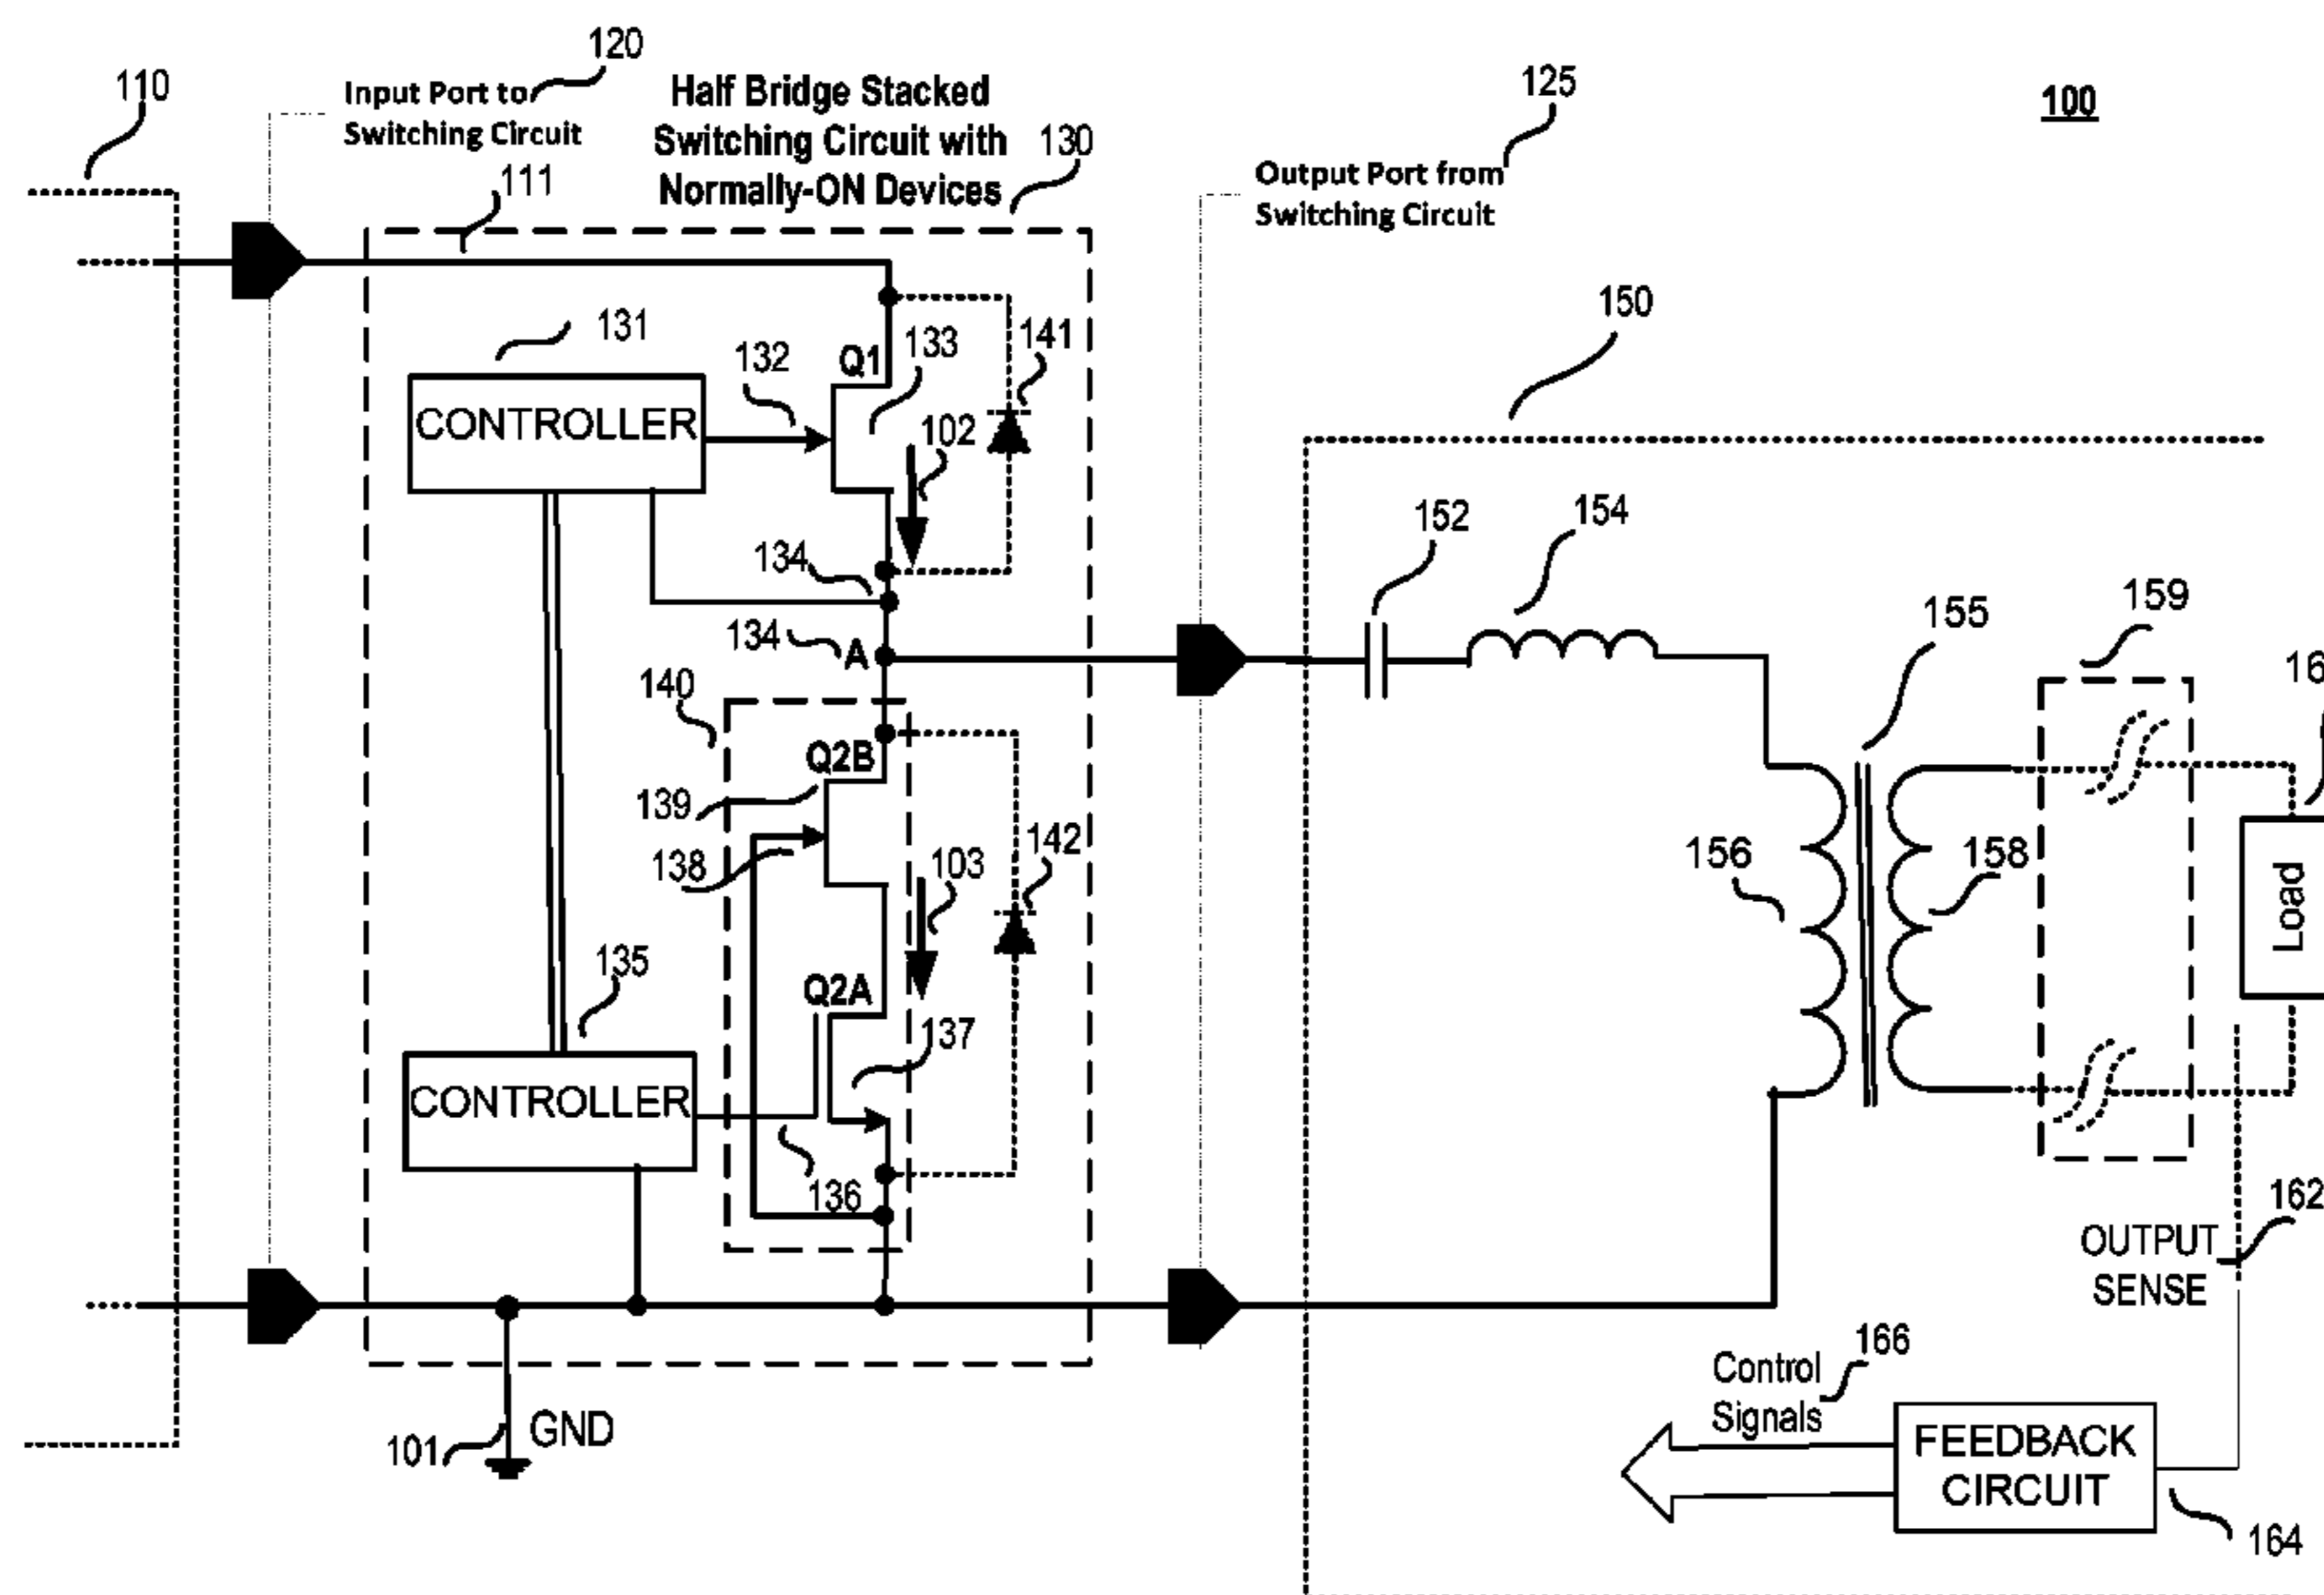 110
Input Port to
Switching Circuit
120
Half Bridge Stacked
Switching Circuit with
Normally-ON Devices
130
125
Output Port from
Switching Circuit
100
111
150
131
CONTROLLER
132
Q1
133
141
102
134
134
A
152
154
155
159
140
Q2B
139
138
103
142
156
158
Load
135
CONTROLLER
Q2A
137
136
162
OUTPUT
SENSE
101
GND
166
Control
Signals
FEEDBACK
CIRCUIT
164